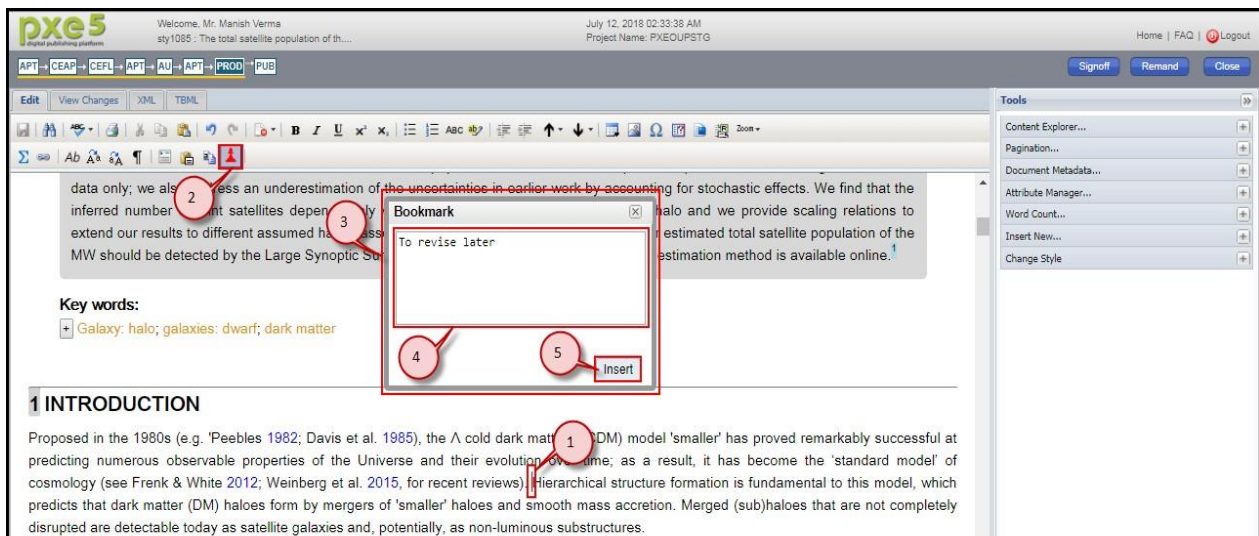 pxe5
digital publishing platform
Welcome, Mr. Manish Verma
sty1085 : The total satellite population of th....
July 12, 2018 02:33:38 AM
Project Name: PXEOUPSTG
Home | FAQ | Logout
APT → CEAP → CEFL → APT → AU → APT → PROD → PUB
Signoff Remand Close
Edit View Changes XML TBML
Tools
B I U x² x, ABC ab Ω Zoom
Σ Ab Aa ¶
Content Explorer...
Pagination...
Document Metadata...
Attribute Manager...
Word Count...
Insert New...
Change Style
2
data only; we also ess an underestimation of the uncertainties in earlier work by accounting for stochastic effects. We find that the
inferred number satellites depen halo and we provide scaling relations to
extend our results to different assumed ha estimated total satellite population of the
MW should be detected by the Large Synoptic Su estimation method is available online.1
3
Bookmark
To revise later
4
5
Insert
Key words:
+ Galaxy: halo; galaxies: dwarf; dark matter
1 INTRODUCTION
Proposed in the 1980s (e.g. 'Peebles 1982; Davis et al. 1985), the Λ cold dark mat DM) model 'smaller' has proved remarkably successful at
1
predicting numerous observable properties of the Universe and their evolution over time; as a result, it has become the ‘standard model’ of
cosmology (see Frenk & White 2012; Weinberg et al. 2015, for recent reviews). Hierarchical structure formation is fundamental to this model, which
predicts that dark matter (DM) haloes form by mergers of 'smaller' haloes and smooth mass accretion. Merged (sub)haloes that are not completely
disrupted are detectable today as satellite galaxies and, potentially, as non-luminous substructures.